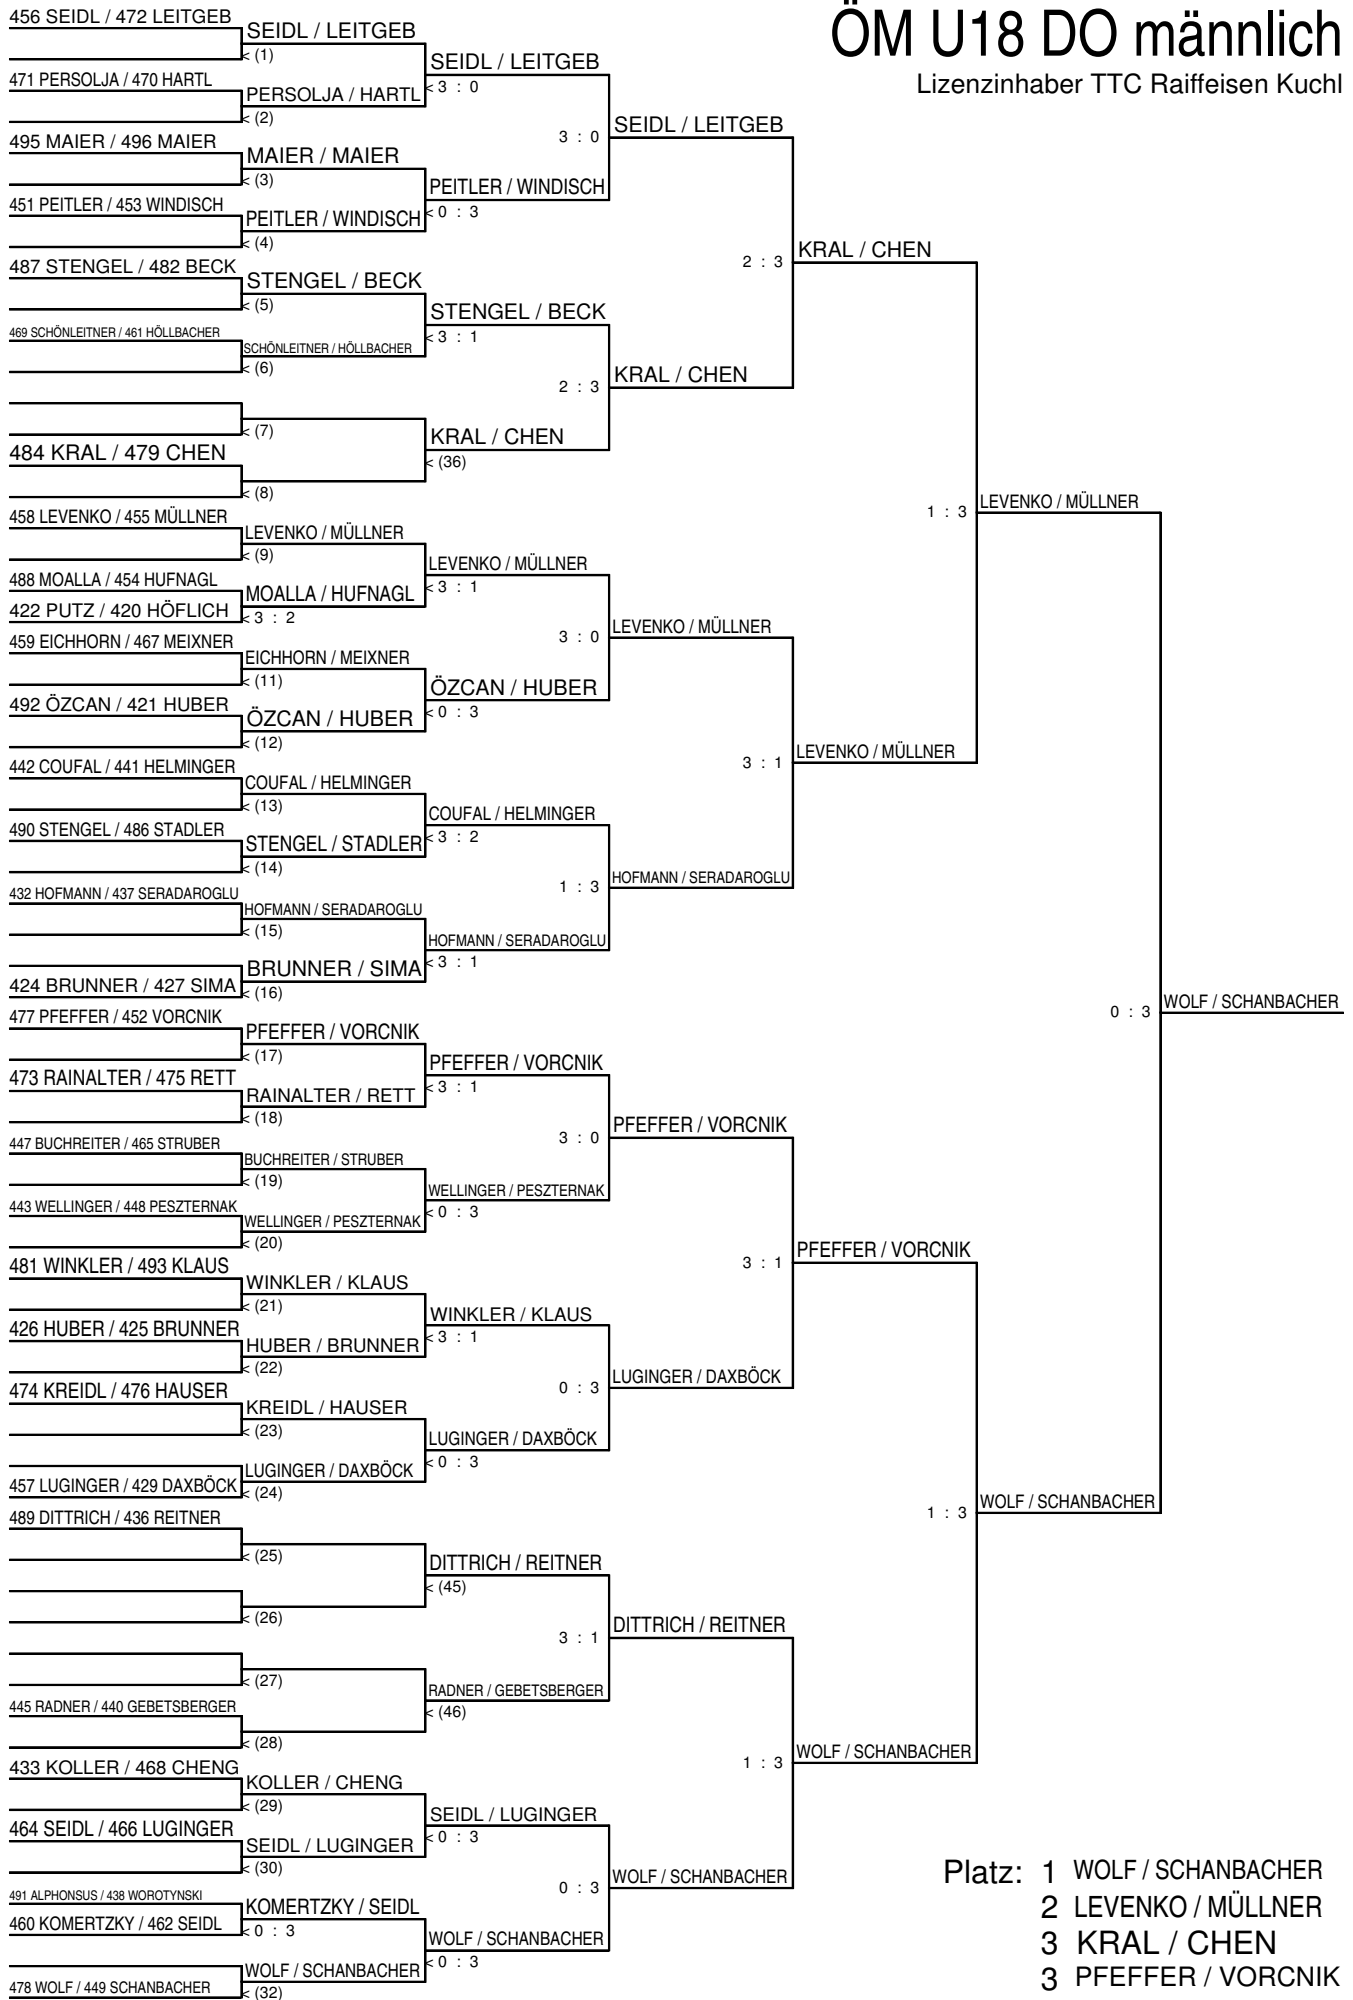 ÖM U18 DO männlich
Lizenzinhaber TTC Raiffeisen Kuchl
456 SEIDL / 472 LEITGEB
SEIDL / LEITGEB
< (1)
SEIDL / LEITGEB
471 PERSOLJA / 470 HARTL
< 3 : 0
PERSOLJA / HARTL
< (2)
SEIDL / LEITGEB
3 : 0
495 MAIER / 496 MAIER
MAIER / MAIER
< (3)
PEITLER / WINDISCH
451 PEITLER / 453 WINDISCH
< 0 : 3
PEITLER / WINDISCH
< (4)
KRAL / CHEN
2 : 3
487 STENGEL / 482 BECK
STENGEL / BECK
< (5)
STENGEL / BECK
469 SCHÖNLEITNER / 461 HÖLLBACHER
< 3 : 1
SCHÖNLEITNER / HÖLLBACHER
< (6)
KRAL / CHEN
2 : 3
< (7)
KRAL / CHEN
484 KRAL / 479 CHEN
< (36)
< (8)
LEVENKO / MÜLLNER
1 : 3
458 LEVENKO / 455 MÜLLNER
LEVENKO / MÜLLNER
< (9)
LEVENKO / MÜLLNER
488 MOALLA / 454 HUFNAGL
< 3 : 1
MOALLA / HUFNAGL
422 PUTZ / 420 HÖFLICH
< 3 : 2
LEVENKO / MÜLLNER
3 : 0
459 EICHHORN / 467 MEIXNER
EICHHORN / MEIXNER
< (11)
ÖZCAN / HUBER
492 ÖZCAN / 421 HUBER
< 0 : 3
ÖZCAN / HUBER
< (12)
LEVENKO / MÜLLNER
3 : 1
442 COUFAL / 441 HELMINGER
COUFAL / HELMINGER
< (13)
COUFAL / HELMINGER
490 STENGEL / 486 STADLER
< 3 : 2
STENGEL / STADLER
< (14)
HOFMANN / SERADAROGLU
1 : 3
432 HOFMANN / 437 SERADAROGLU
HOFMANN / SERADAROGLU
< (15)
HOFMANN / SERADAROGLU
< 3 : 1
BRUNNER / SIMA
424 BRUNNER / 427 SIMA
< (16)
WOLF / SCHANBACHER
0 : 3
477 PFEFFER / 452 VORCNIK
PFEFFER / VORCNIK
< (17)
PFEFFER / VORCNIK
473 RAINALTER / 475 RETT
< 3 : 1
RAINALTER / RETT
< (18)
PFEFFER / VORCNIK
3 : 0
447 BUCHREITER / 465 STRUBER
BUCHREITER / STRUBER
< (19)
WELLINGER / PESZTERNAK
443 WELLINGER / 448 PESZTERNAK
< 0 : 3
WELLINGER / PESZTERNAK
< (20)
PFEFFER / VORCNIK
3 : 1
481 WINKLER / 493 KLAUS
WINKLER / KLAUS
< (21)
WINKLER / KLAUS
426 HUBER / 425 BRUNNER
< 3 : 1
HUBER / BRUNNER
< (22)
LUGINGER / DAXBÖCK
0 : 3
474 KREIDL / 476 HAUSER
KREIDL / HAUSER
< (23)
LUGINGER / DAXBÖCK
< 0 : 3
LUGINGER / DAXBÖCK
457 LUGINGER / 429 DAXBÖCK
< (24)
WOLF / SCHANBACHER
1 : 3
489 DITTRICH / 436 REITNER
< (25)
DITTRICH / REITNER
< (45)
< (26)
DITTRICH / REITNER
3 : 1
< (27)
RADNER / GEBETSBERGER
445 RADNER / 440 GEBETSBERGER
< (46)
< (28)
WOLF / SCHANBACHER
1 : 3
433 KOLLER / 468 CHENG
KOLLER / CHENG
< (29)
SEIDL / LUGINGER
464 SEIDL / 466 LUGINGER
< 0 : 3
SEIDL / LUGINGER
< (30)
WOLF / SCHANBACHER
0 : 3
491 ALPHONSUS / 438 WOROTYNSKI
KOMERTZKY / SEIDL
460 KOMERTZKY / 462 SEIDL
< 0 : 3
WOLF / SCHANBACHER
< 0 : 3
WOLF / SCHANBACHER
478 WOLF / 449 SCHANBACHER
< (32)
Platz: 1 WOLF / SCHANBACHER
2 LEVENKO / MÜLLNER
3 KRAL / CHEN
3 PFEFFER / VORCNIK